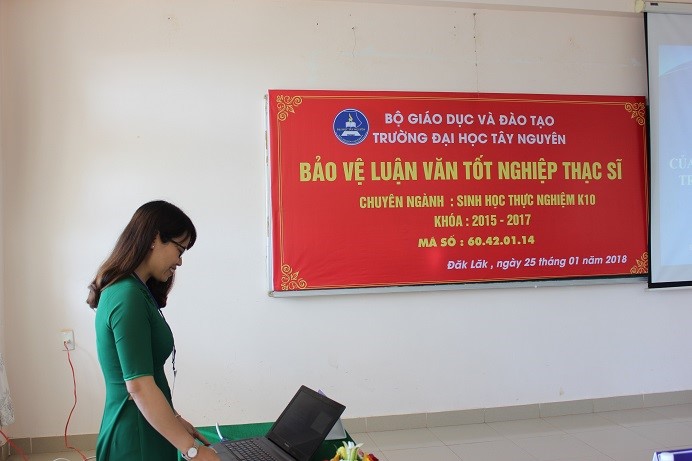 BỘ GIÁO DỤC VÀ ĐÀO TẠO
TRƯỜNG ĐẠI HỌC TÂY NGUYÊN
BẢO VỆ LUẬN VĂN TỐT NGHIỆP THẠC SĨ
CHUYÊN NGÀNH : SINH HỌC THỰC NGHIỆM K10
KHÓA : 2015 - 2017
MÃ SỐ : 60.42.01.14
Đăk Lăk , ngày 25 tháng 01 năm 2018
CỦA